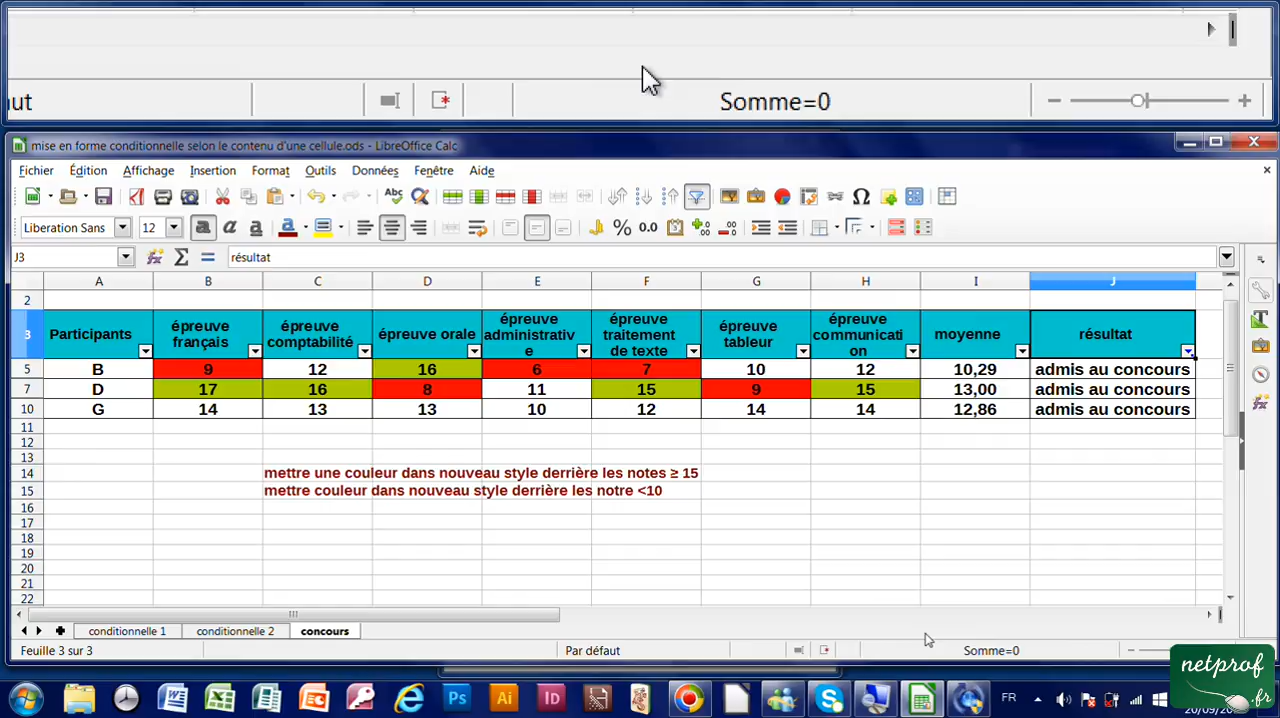 ut
Somme=0
mise en forme conditionnelle selon le contenu d'une cellule.ods - LibreOffice Calc
Fichier Édition Affichage Insertion Format Outils Données Fenêtre Aide
Liberation Sans 12
J3 résultat
A B C D E F G H I J
2
3 Participants épreuve français épreuve comptabilité épreuve orale épreuve administrative épreuve traitement de texte épreuve tableur épreuve communication moyenne résultat
5 B 9 12 16 6 7 10 12 10,29 admis au concours
7 D 17 16 8 11 15 9 15 13,00 admis au concours
10 G 14 13 13 10 12 14 14 12,86 admis au concours
11
12
13
14 mettre une couleur dans nouveau style derrière les notes ≥ 15
15 mettre couleur dans nouveau style derrière les notre <10
16
17
18
19
20
21
22
conditionnelle 1 conditionnelle 2 concours
Feuille 3 sur 3 Par défaut Somme=0
netprof.fr
FR